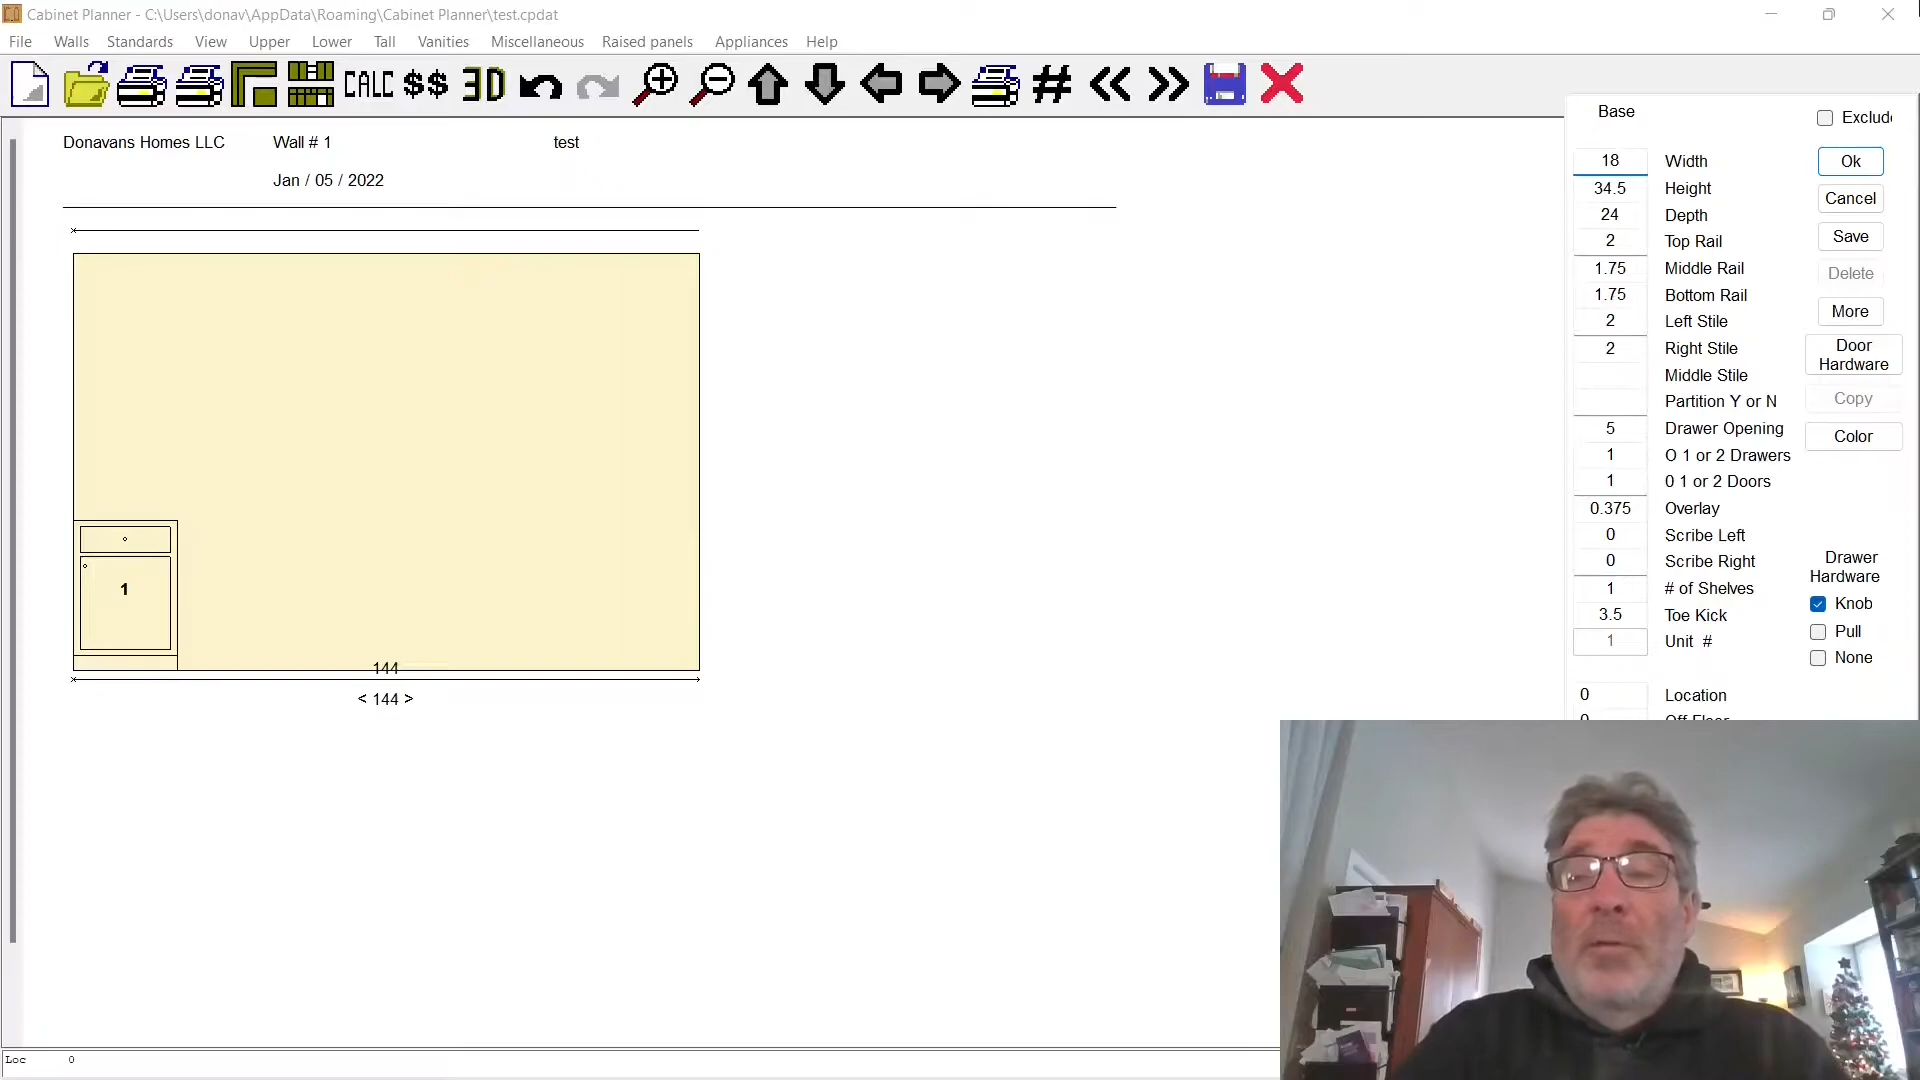 Cabinet Planner - C:\Users\donav\AppData\Roaming\Cabinet Planner\test.cpdat
File Walls Standards View Upper Lower Tall Vanities Miscellaneous Raised panels Appliances Help
CALC $$ 3D # << >>
Donavans Homes LLC Wall # 1 test
Jan / 05 / 2022
1
144
< 144 >
Base Exclude
18 Width Ok
34.5 Height
24 Depth Cancel
2 Top Rail Save
1.75 Middle Rail Delete
1.75 Bottom Rail More
2 Left Stile
2 Right Stile Door Hardware
Middle Stile
Partition Y or N Copy
5 Drawer Opening Color
1 O 1 or 2 Drawers
1 0 1 or 2 Doors
0.375 Overlay
0 Scribe Left
0 Scribe Right Drawer Hardware
1 # of Shelves Knob
3.5 Toe Kick Pull
1 Unit # None
0 Location
0 Off Floor
Loc 0